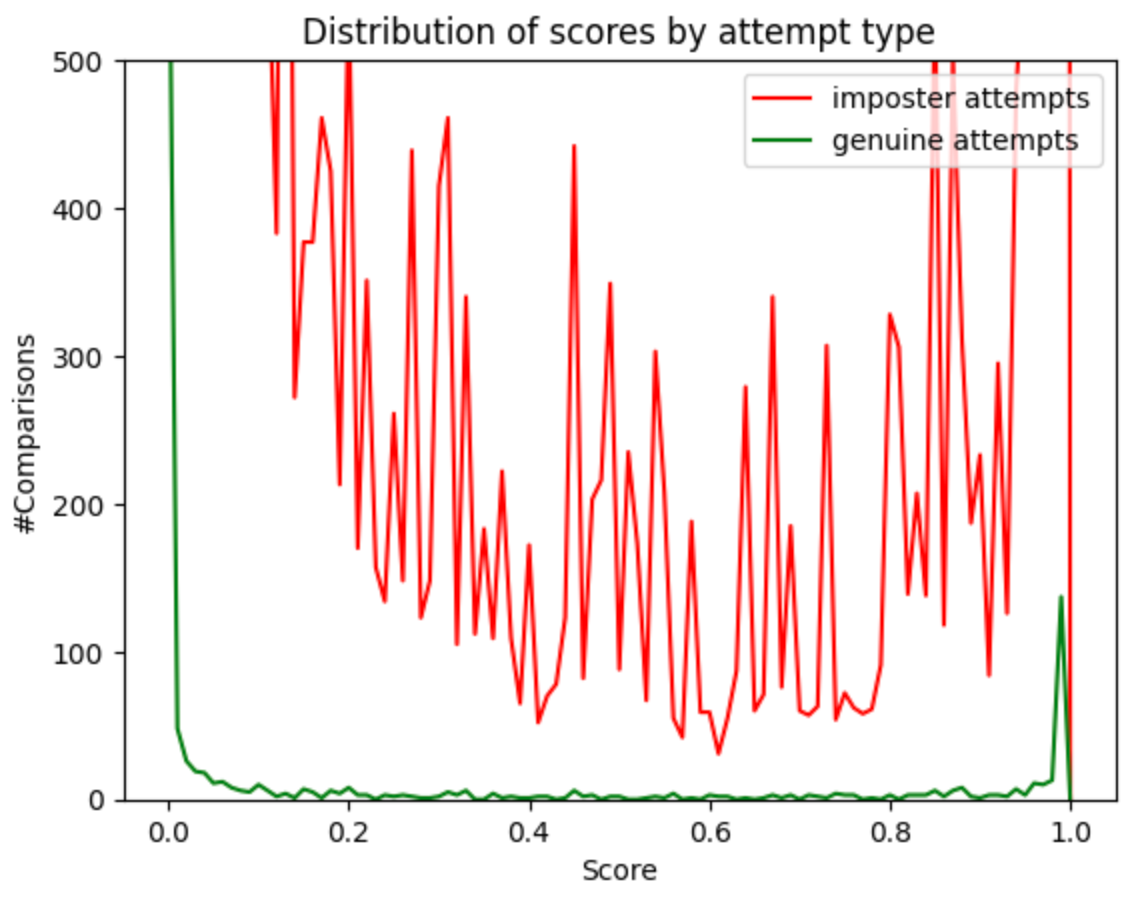 Distribution of scores by attempt type
500
400
300
200
100
0
#Comparisons
imposter attempts
genuine attempts
0.0 0.2 0.4 0.6 0.8 1.0
Score